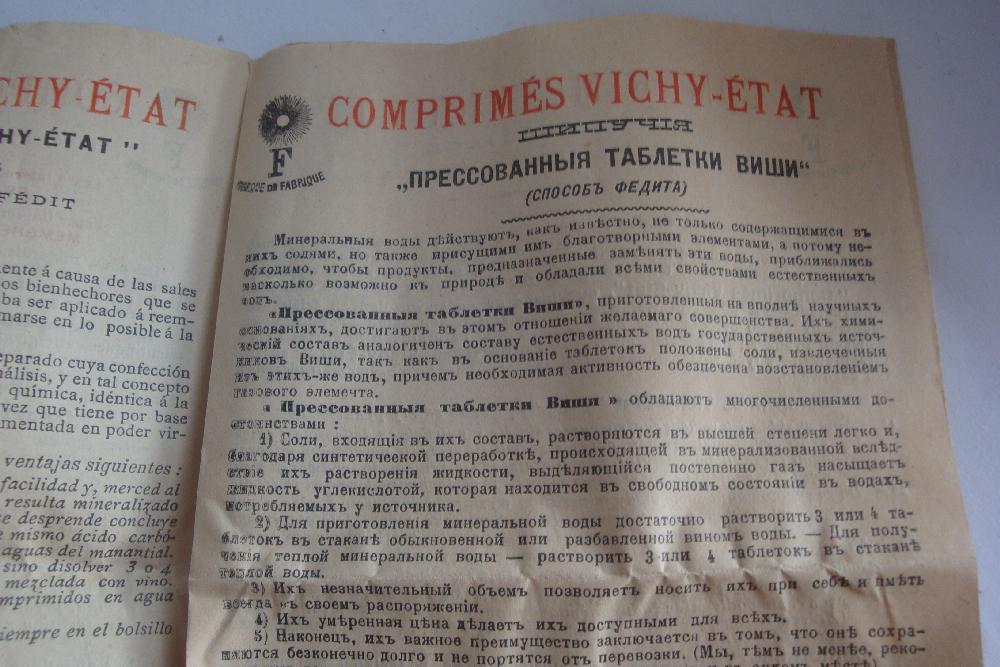 CHY-ÉTAT
HY-ÉTAT "
FÉDIT
ente á causa de las sales
os bienhechores que se
ba ser aplicado á reem-
marse en lo posible á la
eparado cuya confección
nálisis, y en tal concepto
química, idéntica á la
vez que tiene por base
mentada en poder vir-
ventajas siguientes :
facilidad y, merced al
resulta mineralizado
se desprende concluye
e mismo ácido carbó-
aguas del manantial.
sino disolver 3 o 4
mezclada con vino.
mprimidos en agua
iempre en el bolsillo
COMPRIMÉS VICHY-ÉTAT
F
DE FABRIQUE
ШИПУЧІЯ
„ПРЕССОВАННЫЯ ТАБЛЕТКИ ВИШИ“
(СПОСОБЪ ФЕДИТА)
Минеральныя воды дѣйствуютъ, какъ извѣстно, не только содержащимися въ
нихъ солями, но также присущими имъ благотворными элементами, а потому не-
обходимо, чтобы продукты, предназначенные замѣнять эти воды, приближались
насколько возможно къ природѣ и обладали всѣми свойствами естественныхъ
водъ.
«Прессованныя таблетки Виши», приготовленныя на вполнѣ научныхъ
основаніяхъ, достигаютъ въ этомъ отношеніи желаемаго совершенства. Ихъ хими-
ческій составъ аналогиченъ составу естественныхъ водъ государственныхъ источ-
никовъ Виши, такъ какъ въ основаніе таблетокъ положены соли, извлеченныя
изъ этихъ-же водъ, причемъ необходимая активность обезпечена возстановленіемъ
газового элемента.
« Прессованныя таблетки Виши » обладаютъ многочисленными до-
стоинствами :
1) Соли, входящія въ ихъ составъ, растворяются въ высшей степени легко и,
благодаря синтетической переработкѣ, происходящей въ минерализованной вслѣд-
ствіе ихъ растворенія жидкости, выдѣляющійся постепенно газъ насыщаетъ
жидкость углекислотой, которая находится въ свободномъ состояніи въ водахъ,
потребляемыхъ у источника.
2) Для приготовленія минеральной воды достаточно растворить 3 или 4 та-
блетокъ въ стаканѣ обыкновенной или разбавленной виномъ воды. — Для полу-
ченія теплой минеральной воды — растворить 3 или 4 таблетокъ въ стаканѣ
теплой воды.
3) Ихъ незначительный объемъ позволяетъ носить ихъ при себѣ и имѣть
всегда въ своемъ распоряженіи.
4) Ихъ умѣренная цѣна дѣлаетъ ихъ доступными для всѣхъ.
5) Наконецъ, ихъ важное преимущество заключается въ томъ, что онѣ сохра-
няются безконечно долго и не портятся отъ перевозки. (Мы, тѣмъ не менѣе, реко-